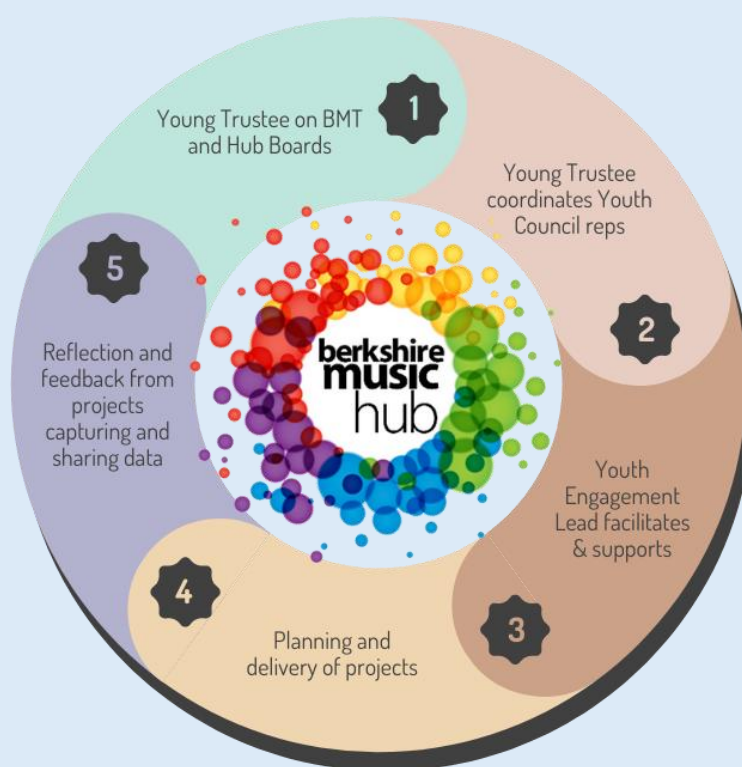 1
Young Trustee on BMT
and Hub Boards
Young Trustee
coordinates Youth
Council reps
2
Youth
Engagement
Lead facilitates
& supports
3
4
Planning and
delivery of projects
5
Reflection and
feedback from
projects
capturing and
sharing data
berkshire
music
hub